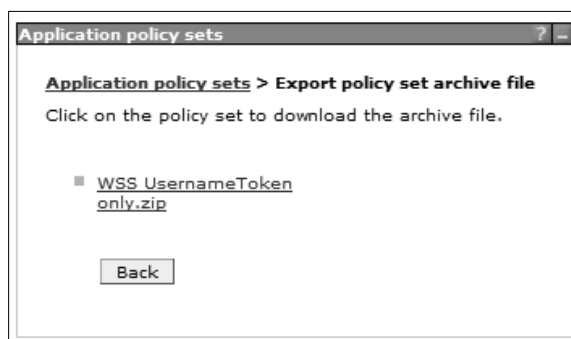 Application policy sets ? –
Application policy sets > Export policy set archive file
Click on the policy set to download the archive file.
WSS UsernameToken
only.zip
Back